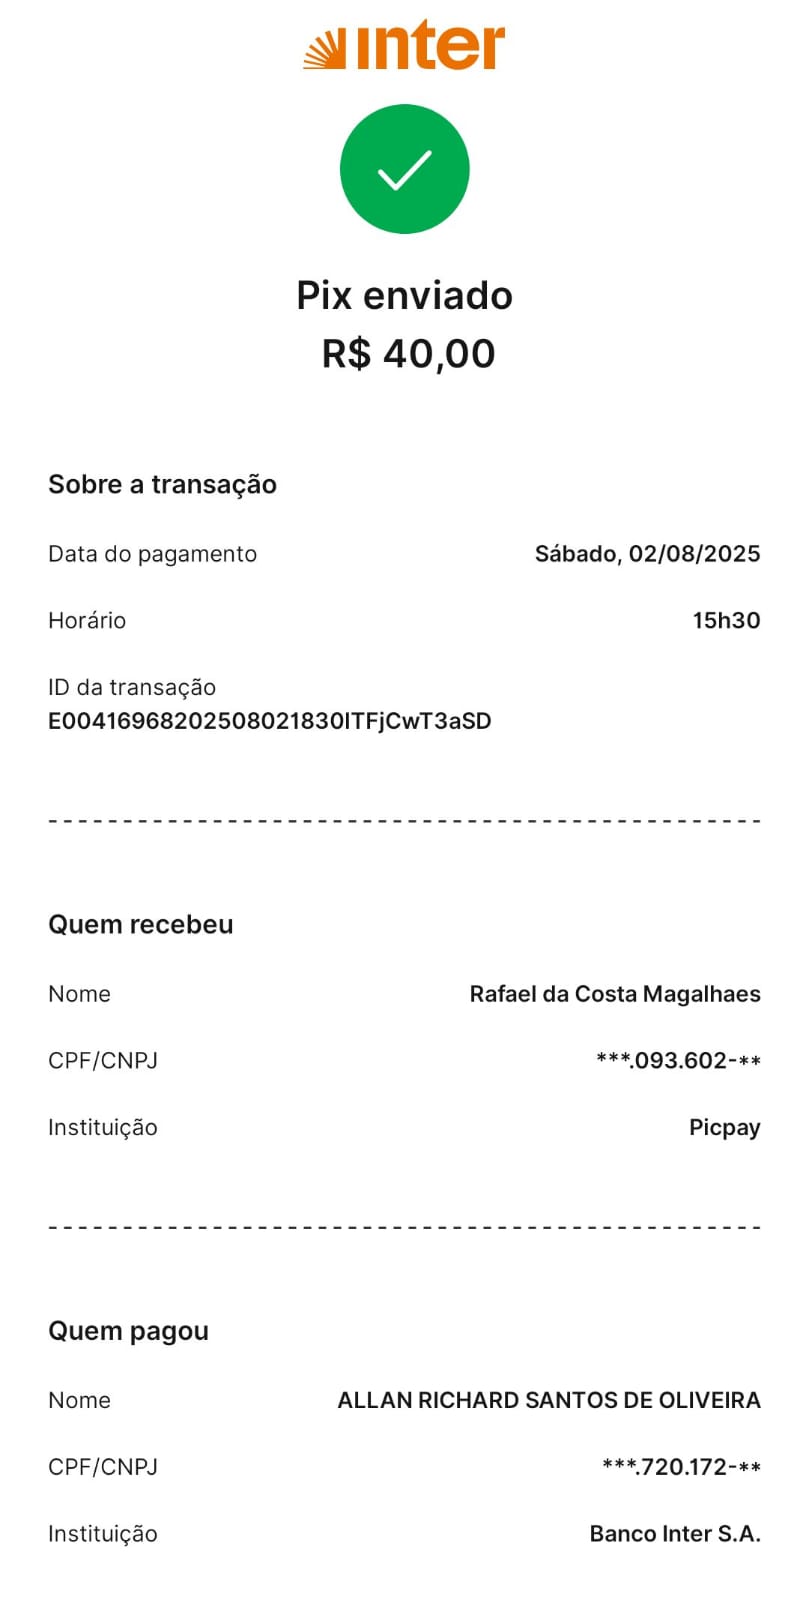 inter
Pix enviado
R$ 40,00
Sobre a transação
Data do pagamento Sábado, 02/08/2025
Horário 15h30
ID da transação
E00416968202508021830ITFjCwT3aSD
Quem recebeu
Nome Rafael da Costa Magalhaes
CPF/CNPJ ***.093.602-**
Instituição Picpay
Quem pagou
Nome ALLAN RICHARD SANTOS DE OLIVEIRA
CPF/CNPJ ***.720.172-**
Instituição Banco Inter S.A.